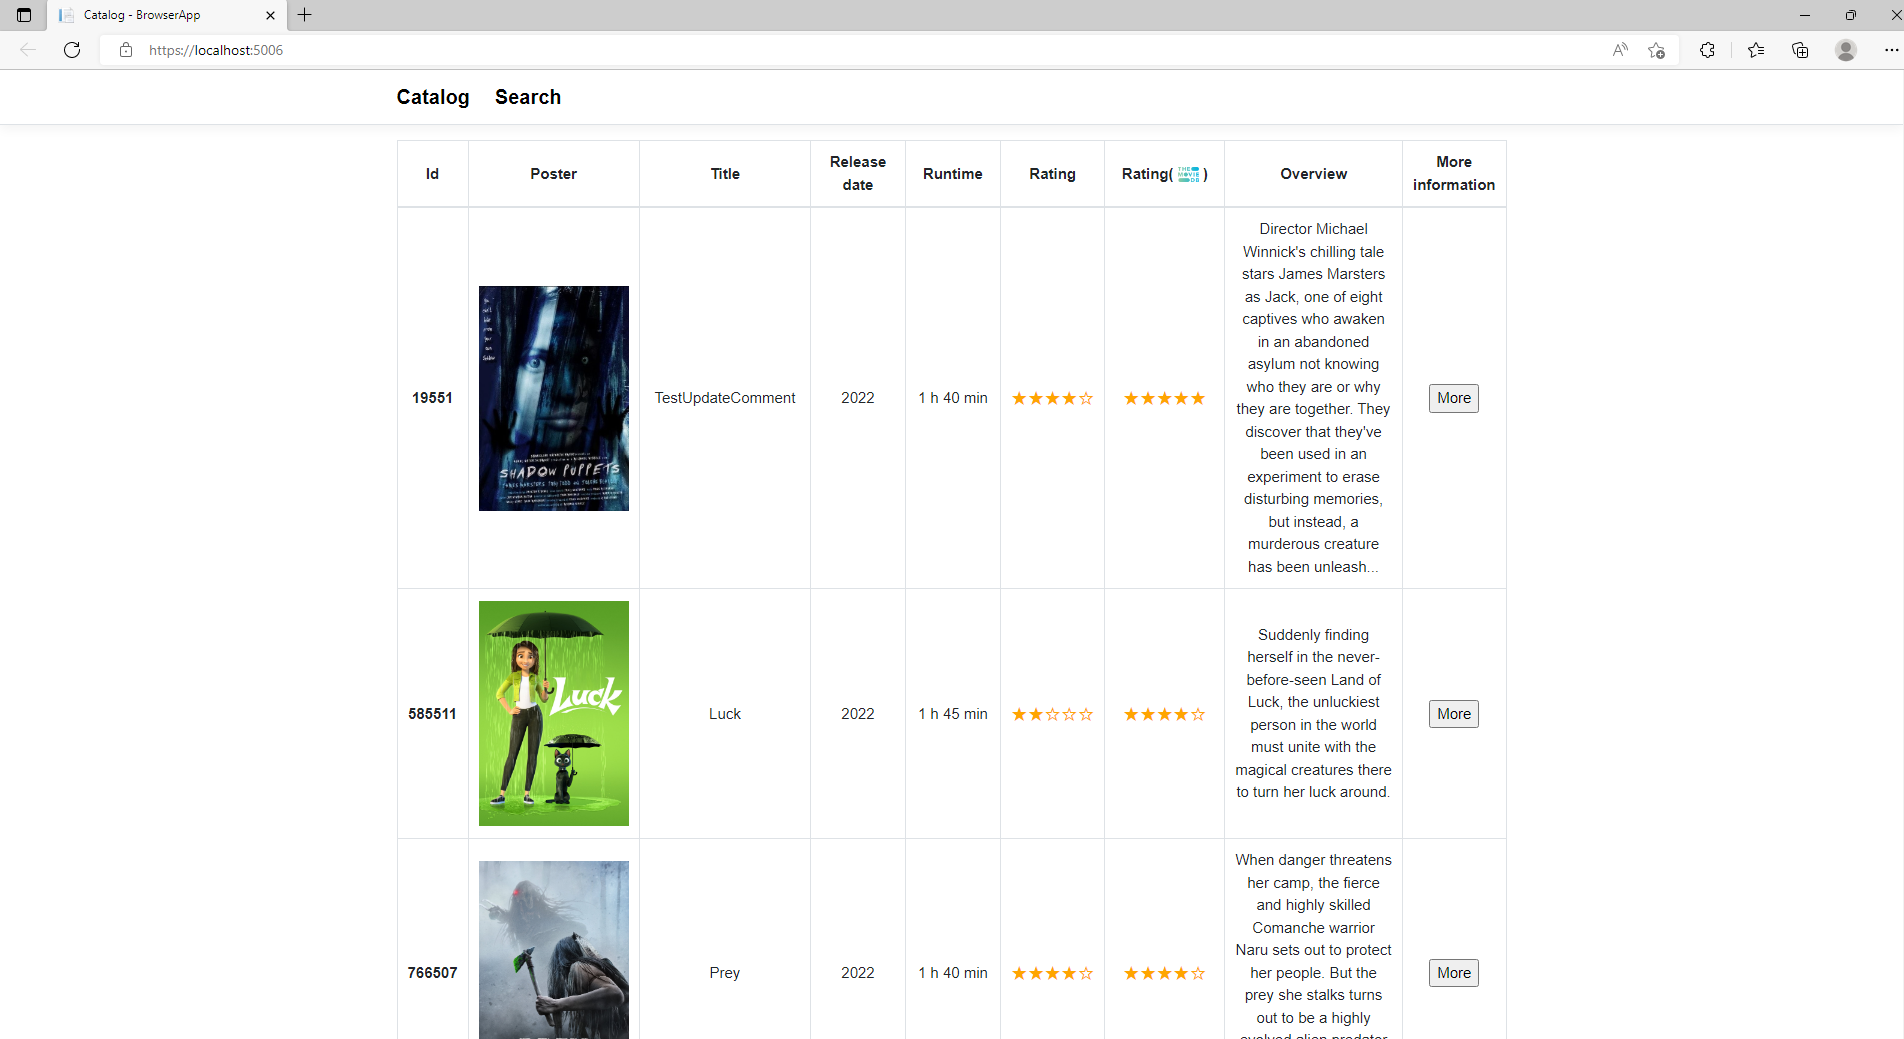 Catalog - BrowserApp
https://localhost:5006
Catalog Search
Id Poster Title Release date Runtime Rating Rating( THE MOVIE DB ) Overview More information
Director Michael
Winnick's chilling tale
stars James Marsters
as Jack, one of eight
captives who awaken
in an abandoned
asylum not knowing
who they are or why
they are together. They
discover that they've
been used in an
experiment to erase
disturbing memories,
but instead, a
murderous creature
has been unleash...
19551 TestUpdateComment 2022 1 h 40 min ★★★★☆ ★★★★★ More
SHADOW PUPPETS
Suddenly finding
herself in the never-
before-seen Land of
Luck, the unluckiest
person in the world
must unite with the
magical creatures there
to turn her luck around.
Luck
585511 Luck 2022 1 h 45 min ★★☆☆☆ ★★★★☆ More
When danger threatens
her camp, the fierce
and highly skilled
Comanche warrior
Naru sets out to protect
her people. But the
prey she stalks turns
out to be a highly
evolved alien predator
766507 Prey 2022 1 h 40 min ★★★★☆ ★★★★☆ More